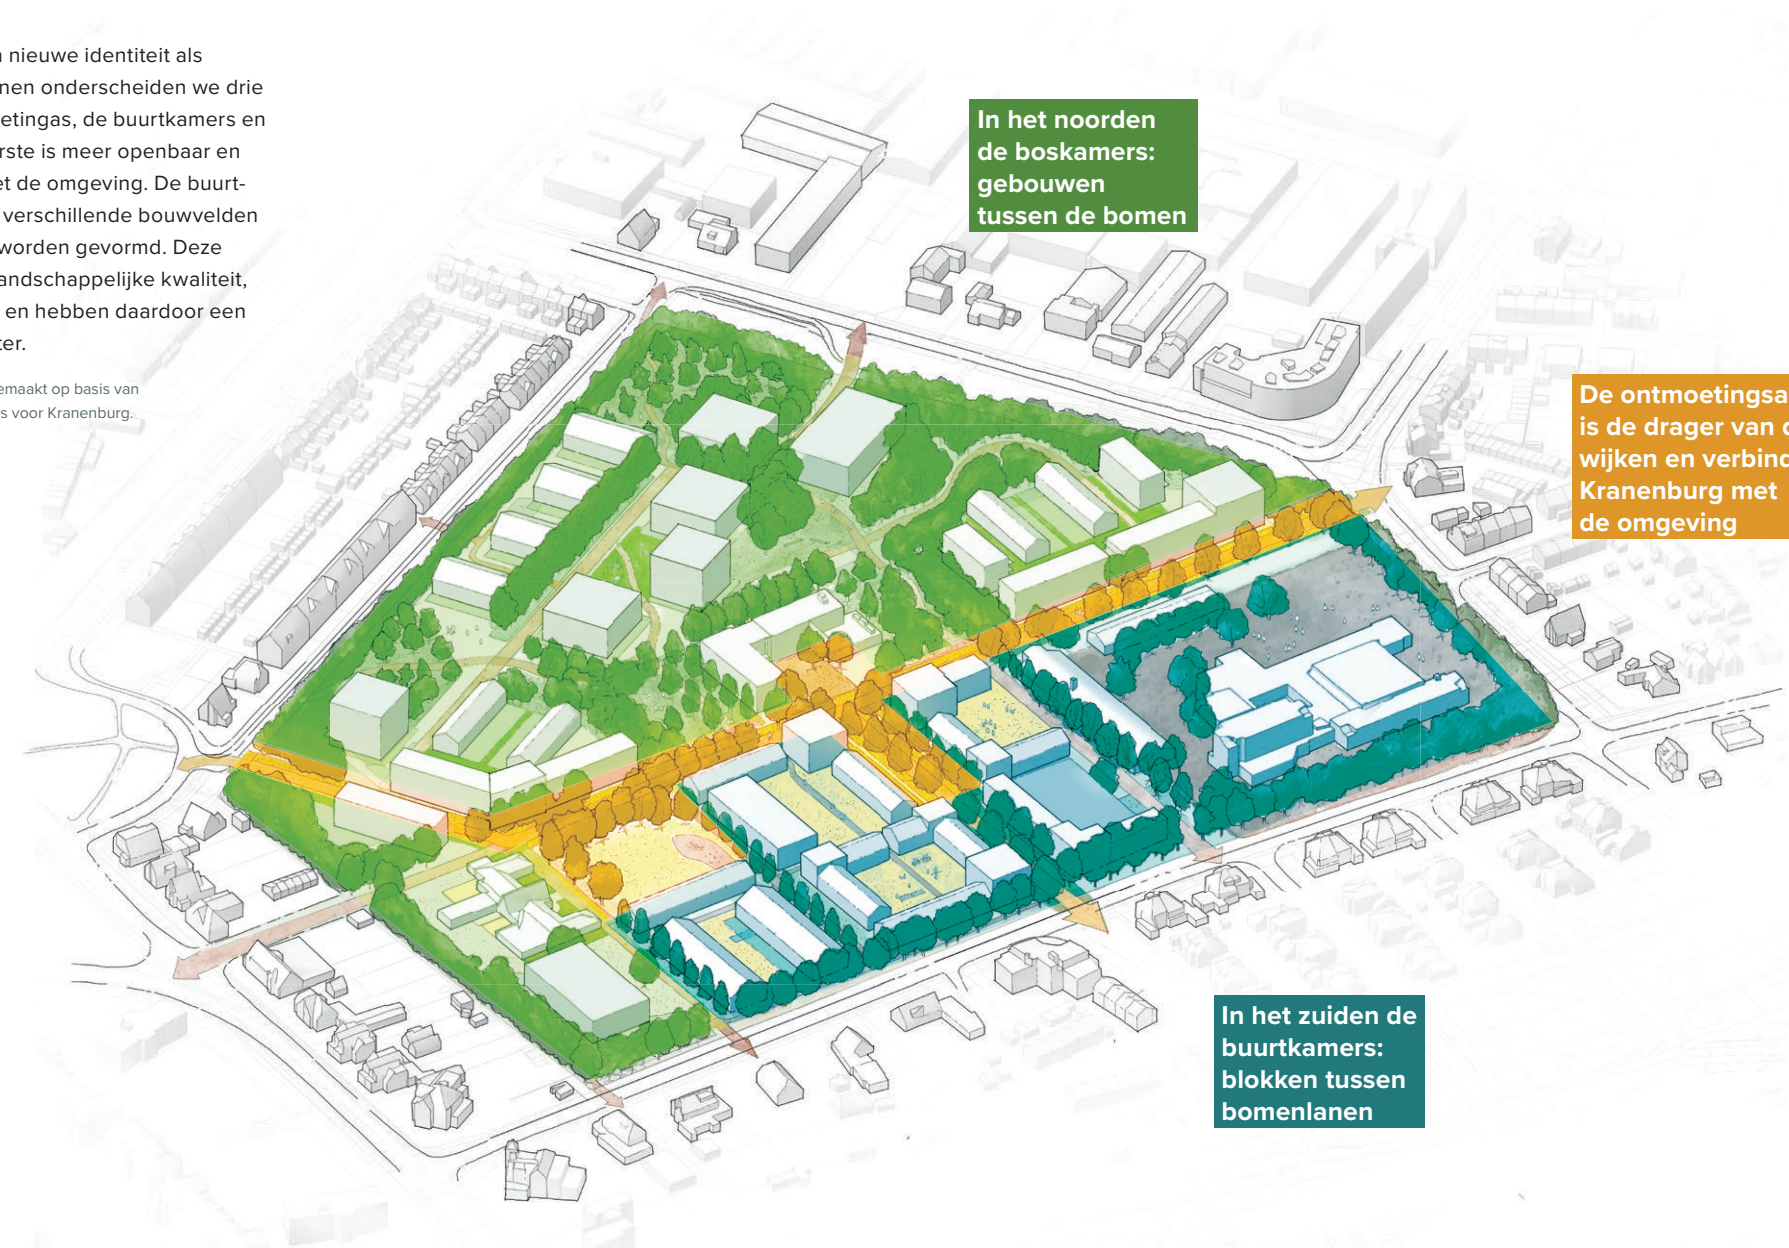 nieuwe identiteit als
nen onderscheiden we drie
etingas, de buurtkamers en
rste is meer openbaar en
et de omgeving. De buurt-
verschillende bouwvelden
worden gevormd. Deze
andschappelijke kwaliteit,
en hebben daardoor een
ter.
emaakt op basis van
s voor Kranenburg.
In het noorden
de boskamers:
gebouwen
tussen de bomen
De ontmoetingsa
is de drager van d
wijken en verbind
Kranenburg met
de omgeving
In het zuiden de
buurtkamers:
blokken tussen
bomenlanen